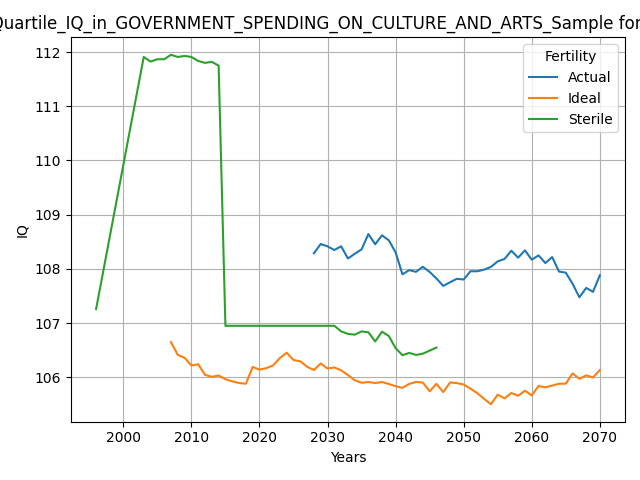 uartile_IQ_in_GOVERNMENT_SPENDING_ON_CULTURE_AND_ARTS_Sample for
112
111
110
109
108
107
106
IQ
Fertility
Actual
Ideal
Sterile
2000
2010
2020
2030
2040
2050
2060
2070
Years